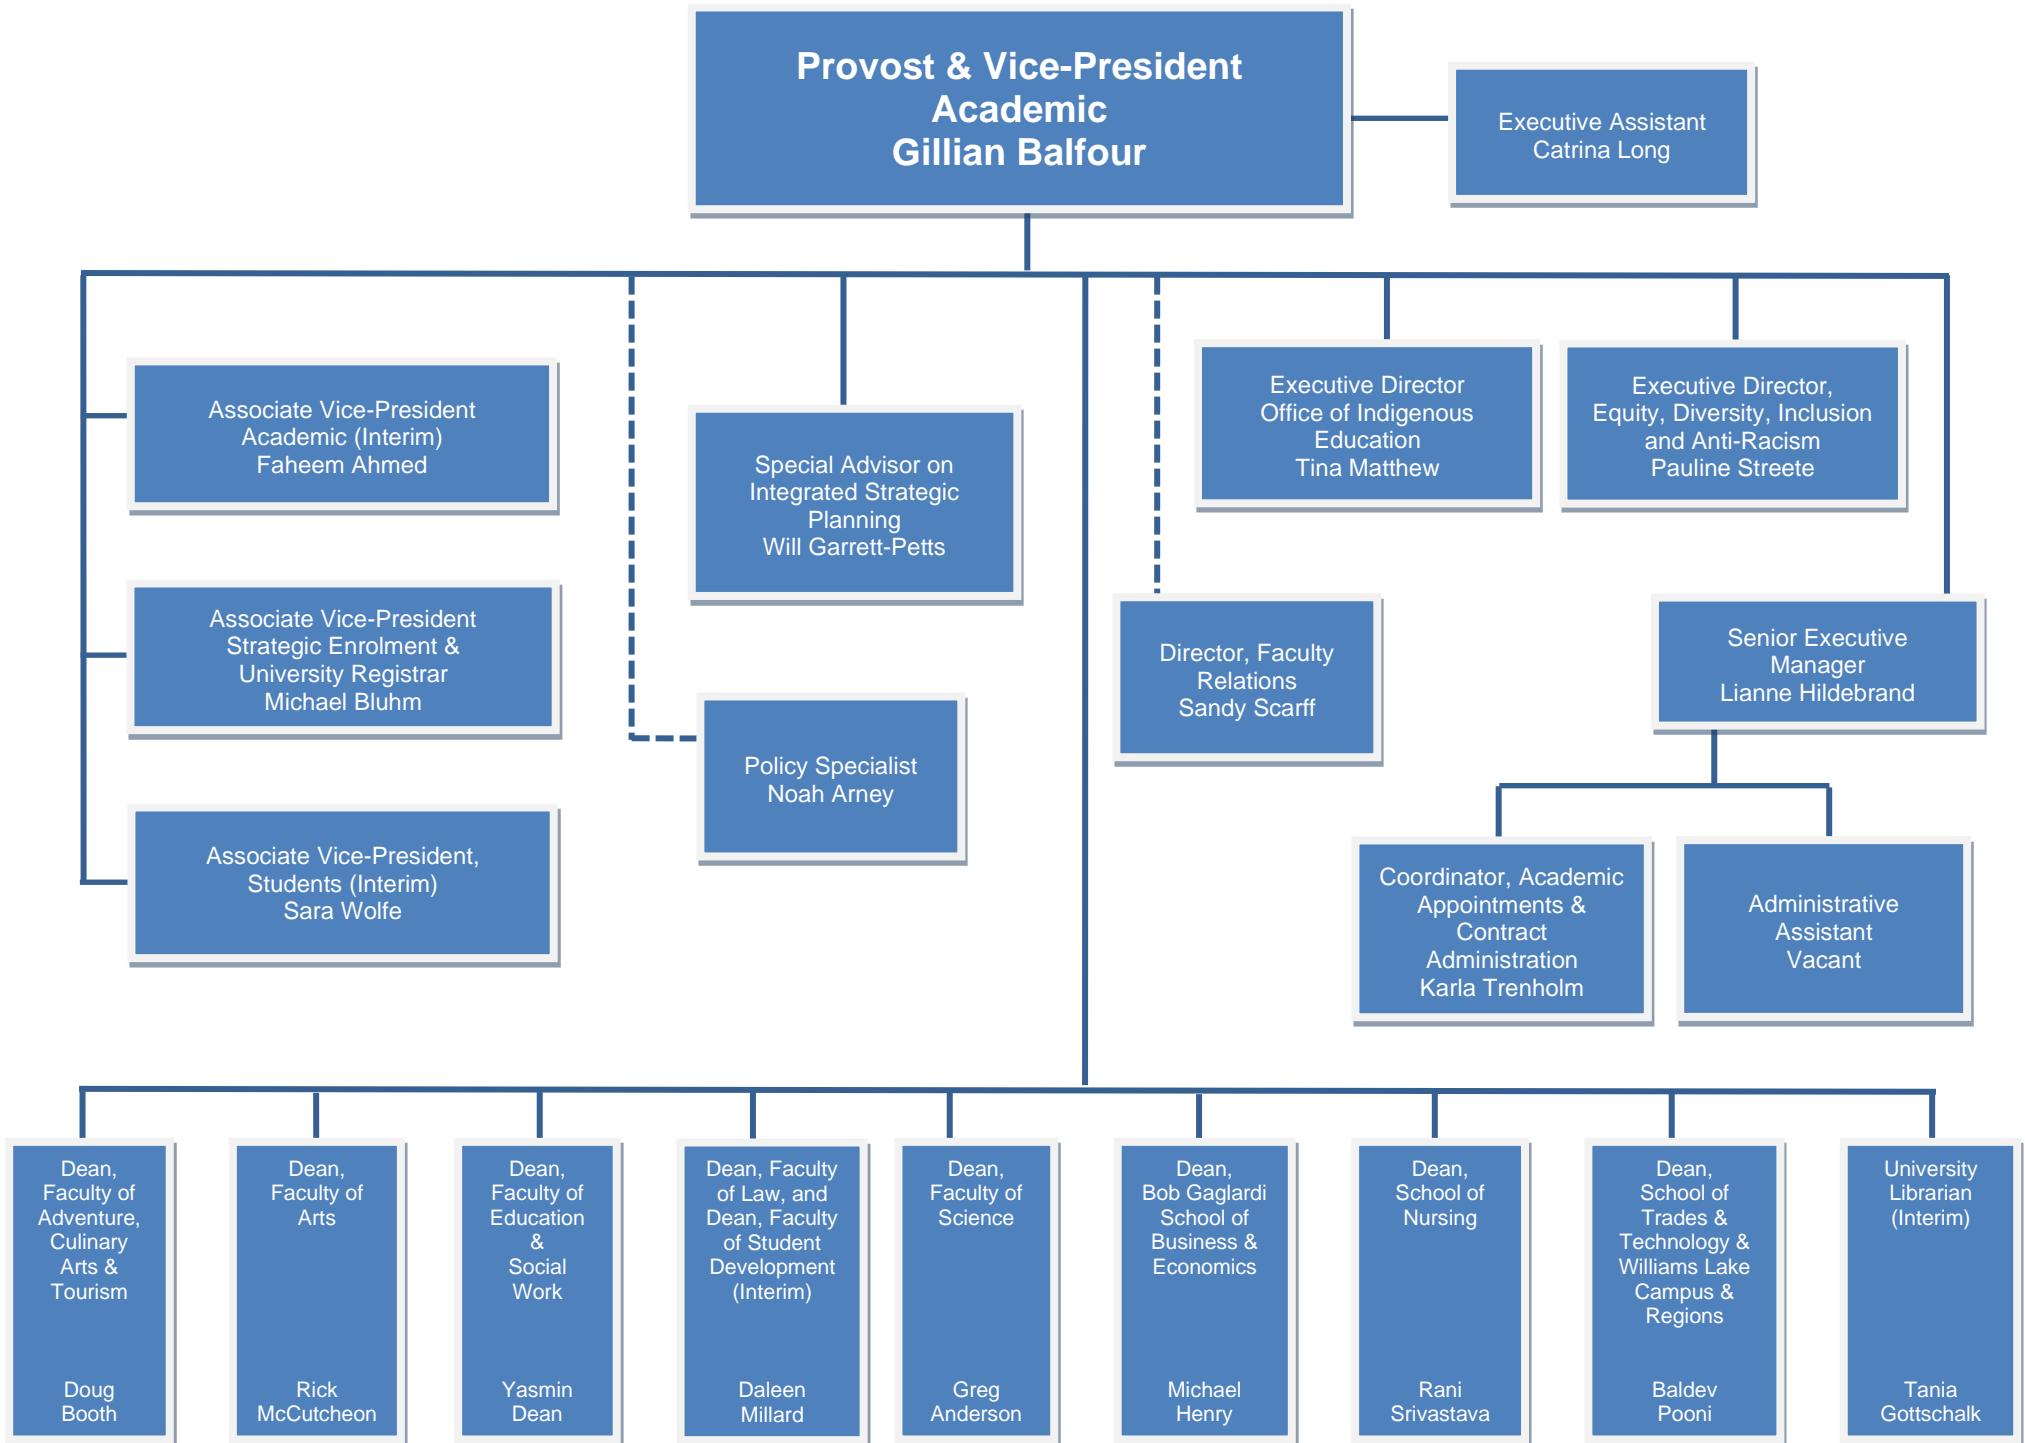 Provost & Vice-President
Academic
Gillian Balfour
Executive Assistant
Catrina Long
Associate Vice-President
Academic (Interim)
Faheem Ahmed
Associate Vice-President
Strategic Enrolment &
University Registrar
Michael Bluhm
Associate Vice-President,
Students (Interim)
Sara Wolfe
Special Advisor on
Integrated Strategic
Planning
Will Garrett-Petts
Policy Specialist
Noah Arney
Director, Faculty
Relations
Sandy Scarff
Executive Director
Office of Indigenous
Education
Tina Matthew
Executive Director,
Equity, Diversity, Inclusion
and Anti-Racism
Pauline Streete
Senior Executive
Manager
Lianne Hildebrand
Coordinator, Academic
Appointments &
Contract
Administration
Karla Trenholm
Administrative
Assistant
Vacant
Dean,
Faculty of
Adventure,
Culinary
Arts &
Tourism
Doug
Booth
Dean,
Faculty of
Arts
Rick
McCutcheon
Dean,
Faculty of
Education
&
Social
Work
Yasmin
Dean
Dean, Faculty
of Law, and
Dean, Faculty
of Student
Development
(Interim)
Daleen
Millard
Dean,
Faculty of
Science
Greg
Anderson
Dean,
Bob Gaglardi
School of
Business &
Economics
Michael
Henry
Dean,
School of
Nursing
Rani
Srivastava
Dean,
School of
Trades &
Technology &
Williams Lake
Campus &
Regions
Baldev
Pooni
University
Librarian
(Interim)
Tania
Gottschalk